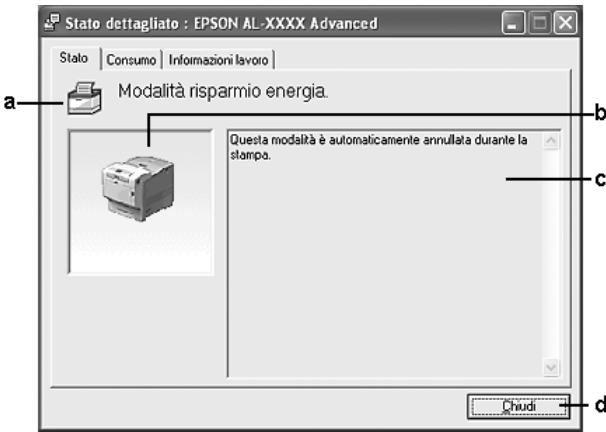 Stato dettagliato : EPSON AL-XXXX Advanced
Stato Consumo Informazioni lavoro
a
Modalità risparmio energia.
b
Questa modalità è automaticamente annullata durante la
stampa.
c
Chiudi
d